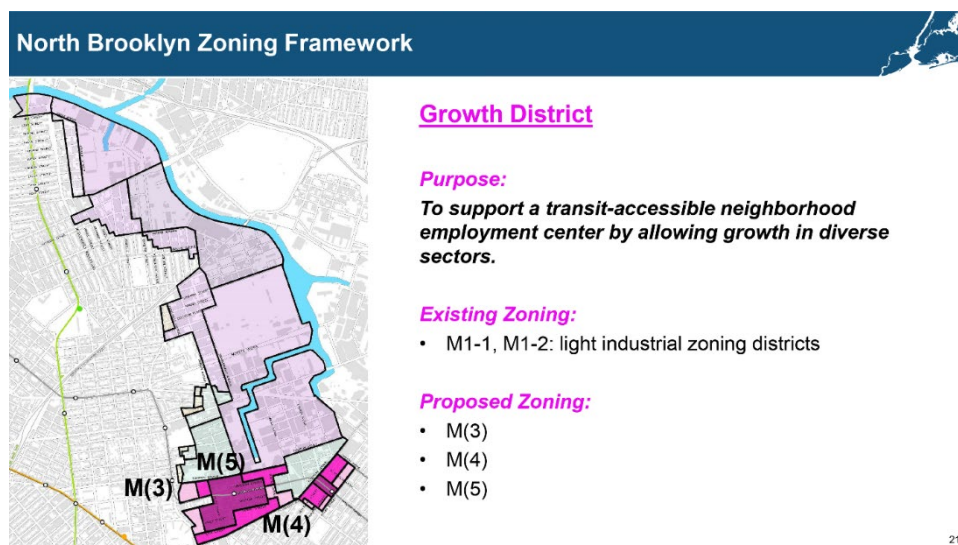 North Brooklyn Zoning Framework
Growth District
Purpose:
To support a transit-accessible neighborhood
employment center by allowing growth in diverse
sectors.
Existing Zoning:
• M1-1, M1-2: light industrial zoning districts
Proposed Zoning:
• M(3)
• M(4)
• M(5)
M(5)
M(3)
M(4)
21